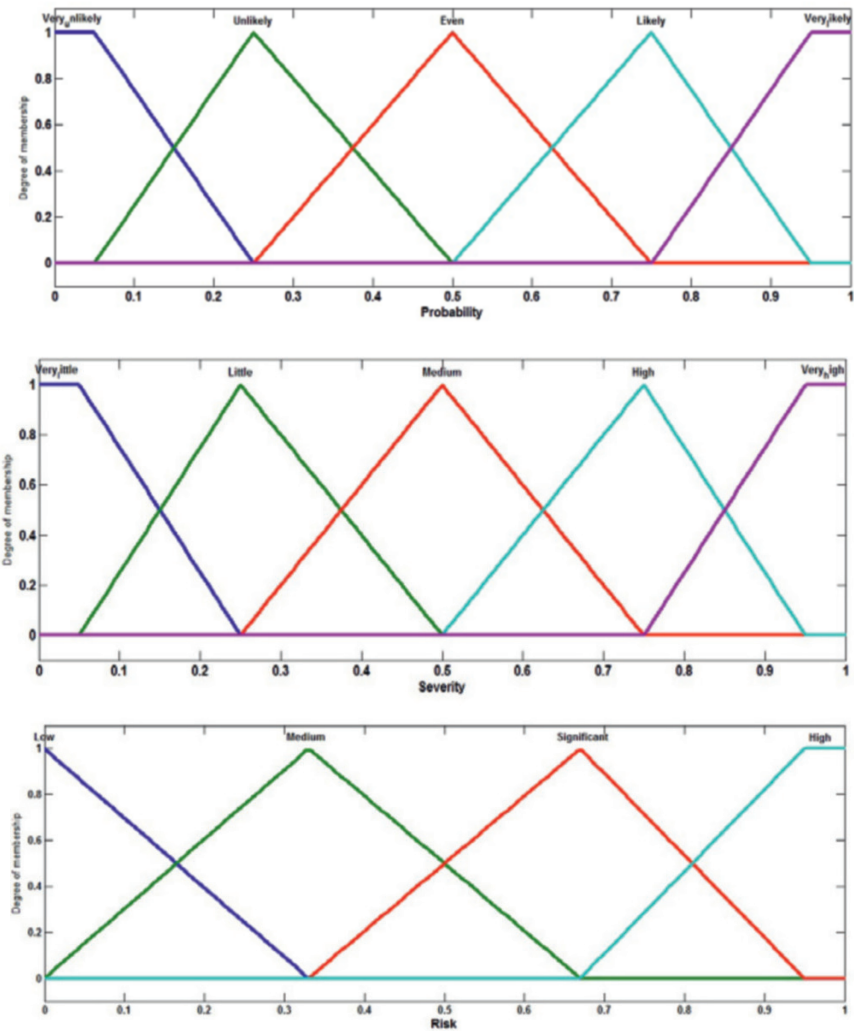 Very_unlikely Unlikely Even Likely Very_likely
1
0.8
0.6
0.4
0.2
0
Degree of membership
0 0.1 0.2 0.3 0.4 0.5 0.6 0.7 0.8 0.9 1
Probability
Very_little Little Medium High Very_high
1
0.8
0.6
0.4
0.2
0
Degree of membership
0 0.1 0.2 0.3 0.4 0.5 0.6 0.7 0.8 0.9 1
Severity
Low Medium Significant High
1
0.8
0.6
0.4
0.2
0
Degree of membership
0 0.1 0.2 0.3 0.4 0.5 0.6 0.7 0.8 0.9 1
Risk